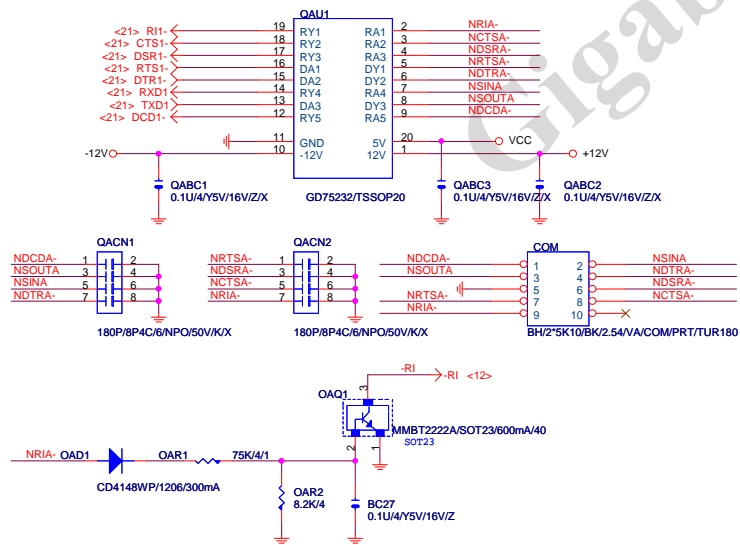 QAU1
<21> RI1- 19 RY1 RA1 2 NRIA-
<21> CTS1- 18 RY2 RA2 3 NCTSA-
<21> DSR1- 17 RY3 RA3 4 NDSRA-
<21> RTS1- 16 DA1 DY1 5 NRTSA-
<21> DTR1- 15 DA2 DY2 6 NDTRA-
<21> RXD1 14 RY4 RA4 7 NSINA
<21> TXD1 13 DA3 DY3 8 NSOUTA
<21> DCD1- 12 RY5 RA5 9 NDCDA-
11 GND 5V 20 VCC
-12V 10 -12V 12V 1 +12V
QABC1
0.1U/4/Y5V/16V/Z/X
GD75232/TSSOP20
QABC3
0.1U/4/Y5V/16V/Z/X
QABC2
0.1U/4/Y5V/16V/Z/X
QACN1
NDCDA- 1 2
NSOUTA 3 4
NSINA 5 6
NDTRA- 7 8
180P/8P4C/6/NPO/50V/K/X
QACN2
NRTSA- 1 2
NDSRA- 3 4
NCTSA- 5 6
NRIA- 7 8
180P/8P4C/6/NPO/50V/K/X
COM
NDCDA- 1 2 NSINA
NSOUTA 3 4 NDTRA-
5 6 NDSRA-
NRTSA- 7 8 NCTSA-
NRIA- 9 10
BH/2*5K10/BK/2.54/VA/COM/PRT/TUR180
-RI
-RI <12>
3
OAQ1
MMBT2222A/SOT23/600mA/40
SOT23
2 1
NRIA- OAD1 OAR1 75K/4/1
CD4148WP/1206/300mA
OAR2
8.2K/4
BC27
0.1U/4/Y5V/16V/Z
Gigab